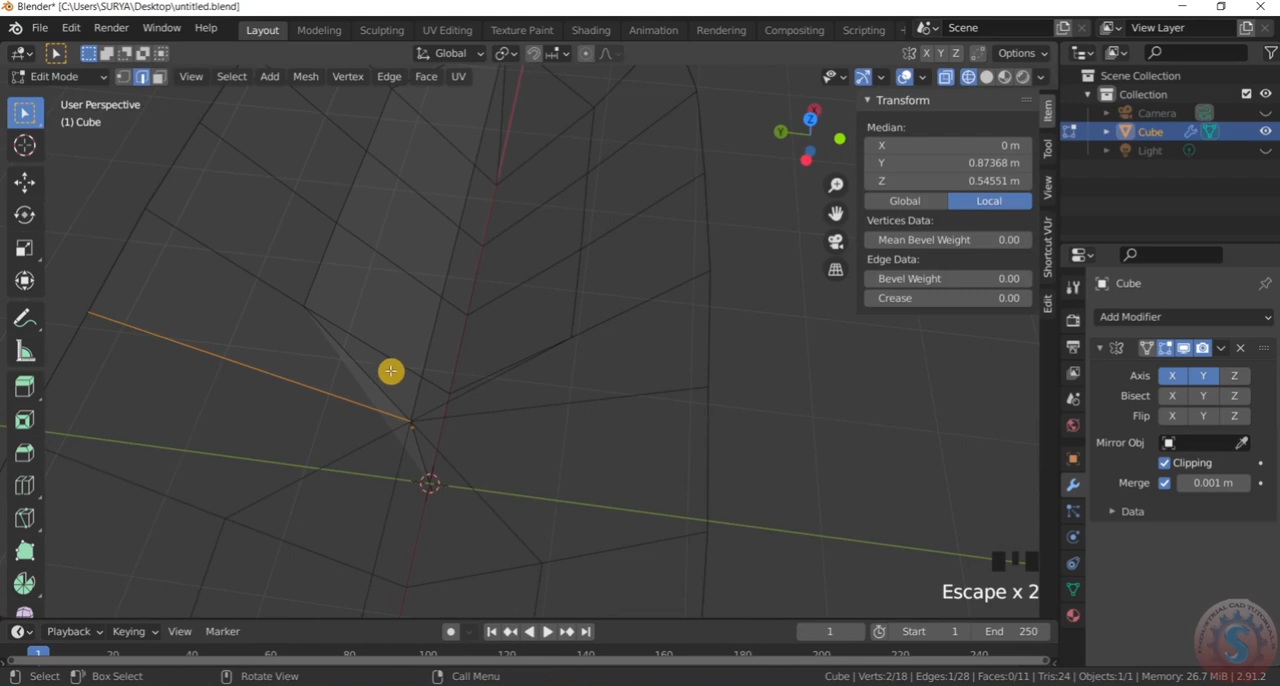 Blender* [C:\Users\SURYA\Desktop\untitled.blend]
File Edit Render Window Help Layout Modeling Sculpting UV Editing Texture Paint Shading Animation Rendering Compositing Scripting Scene View Layer
Global X Y Z Options
Edit Mode View Select Add Mesh Vertex Edge Face UV
User Perspective
(1) Cube
Transform
Median:
X 0 m
Y 0.87368 m
Z 0.54551 m
Global Local
Vertices Data:
Mean Bevel Weight 0.00
Edge Data:
Bevel Weight 0.00
Crease 0.00
Item
Tool
View
Shortcut VUr
Edit
Z
Y
X
Scene Collection
Collection
Camera
Cube
Light
Cube
Add Modifier
Axis X Y Z
Bisect X Y Z
Flip X Y Z
Mirror Obj
Clipping
Merge 0.001 m
Data
Escape x 2
Playback Keying View Marker 1 Start 1 End 250
1 20 40 60 80 100 120 140 160 180 200 220 240
Select Box Select Rotate View Call Menu Cube | Verts:2/18 | Edges:1/28 | Faces:0/11 | Tris:24 | Objects:1/1 | Memory: 26.7 MiB | 2.91.2